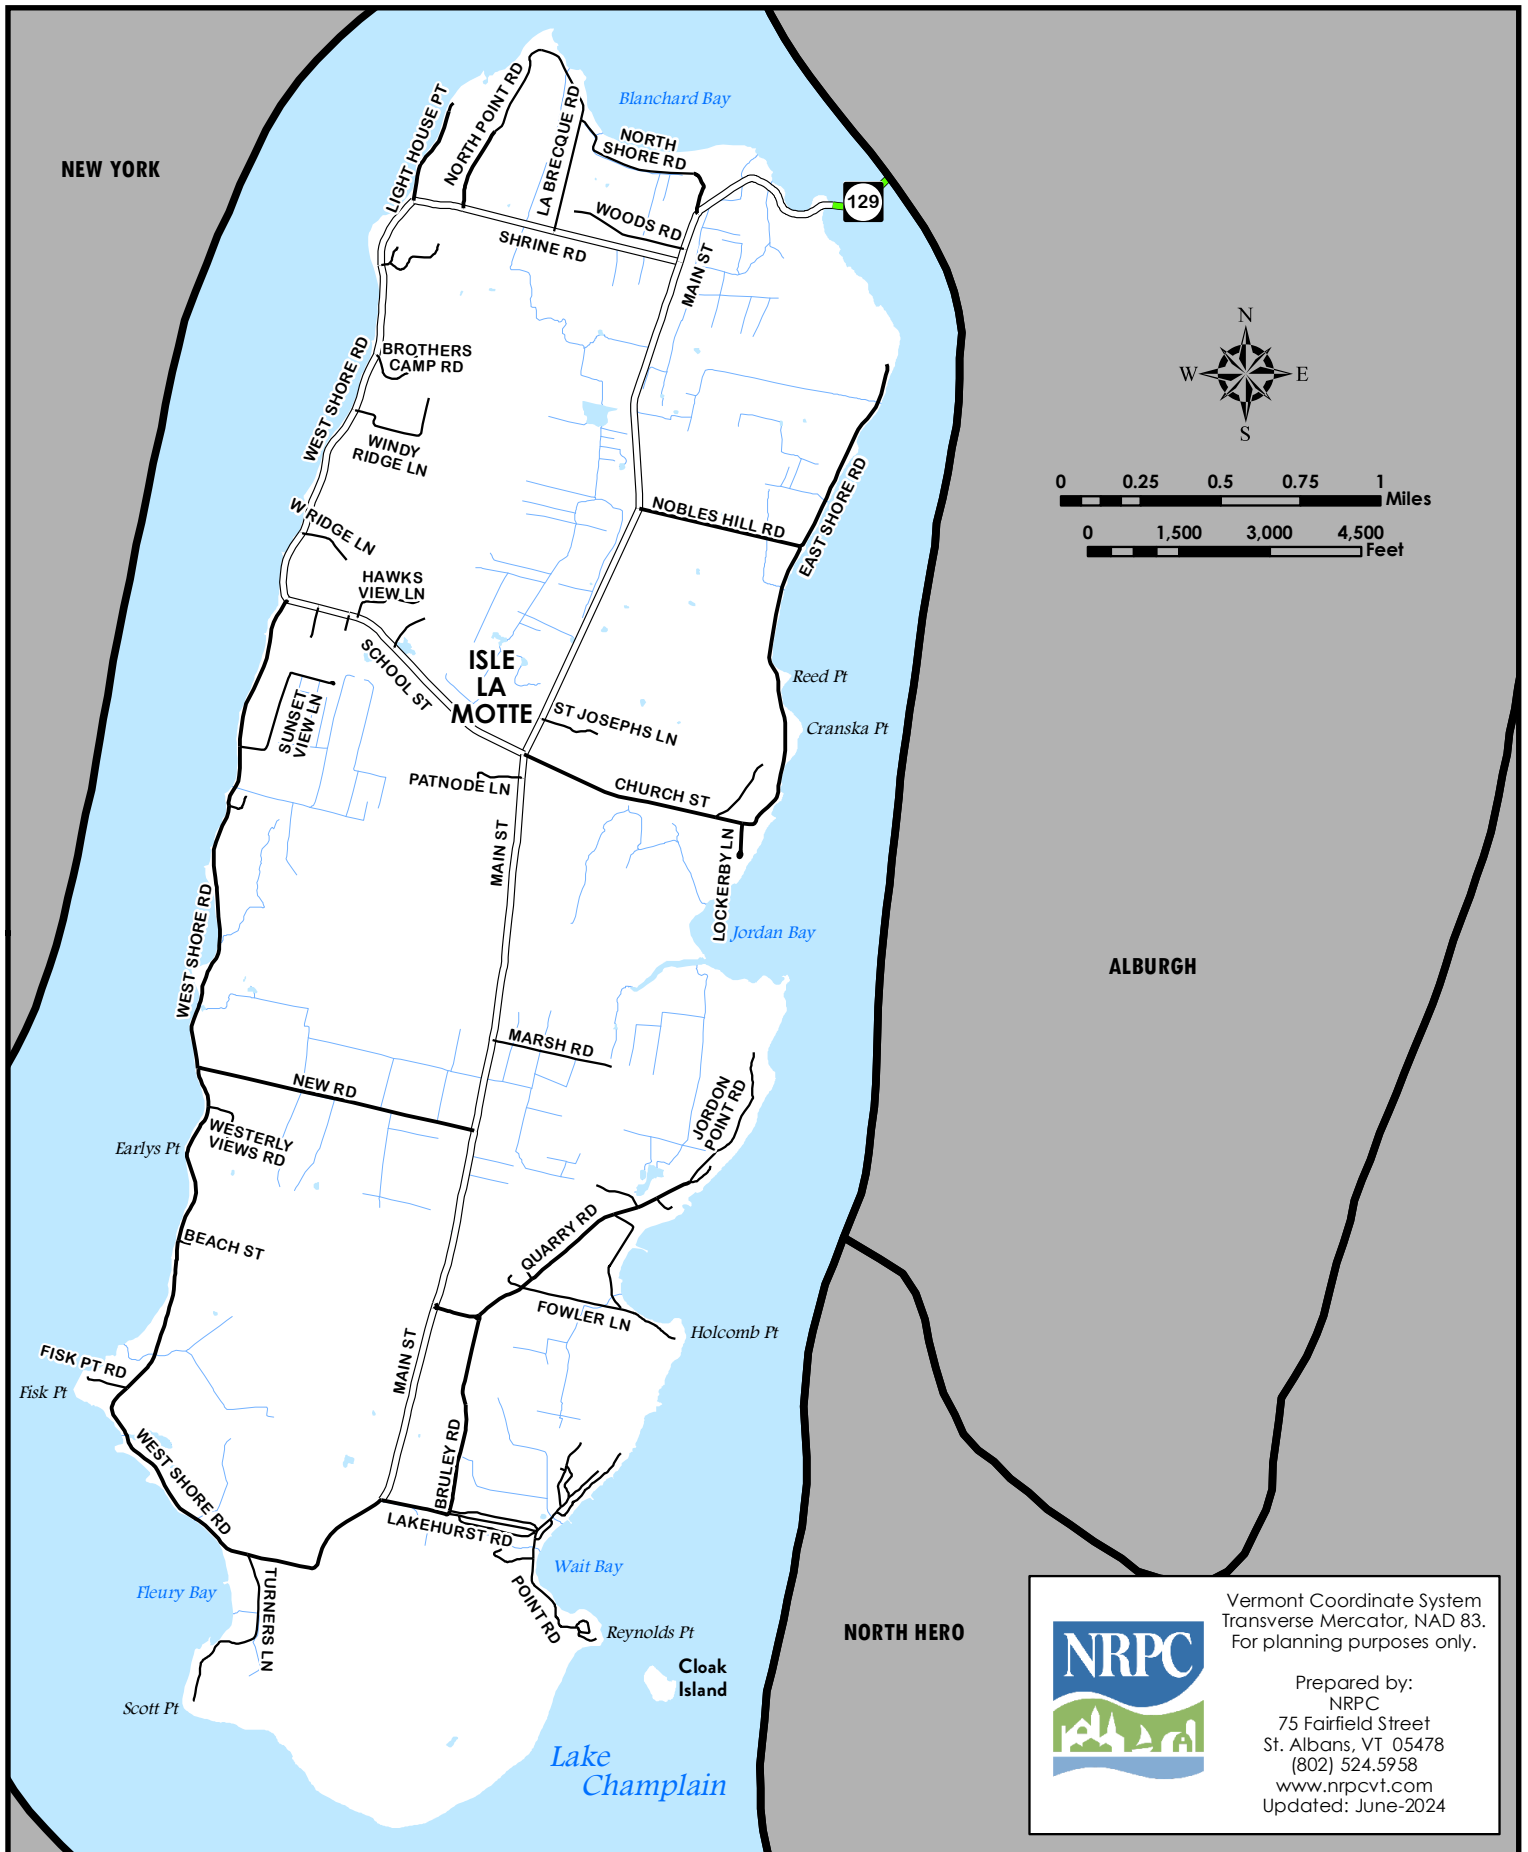 Blanchard Bay
NEW YORK
LIGHT HOUSE PT
NORTH POINT RD
LA BRECQUE RD
NORTH
SHORE RD
129
WOODS RD
SHRINE RD
MAIN ST
N
W
E
S
BROTHERS
CAMP RD
WEST SHORE RD
WINDY
RIDGE LN
0 0.25 0.5 0.75 1
Miles
0 1,500 3,000 4,500
Feet
NOBLES HILL RD
EAST SHORE RD
W RIDGE LN
HAWKS
VIEW LN
SCHOOL ST
ISLE
LA
MOTTE
Reed Pt
SUNSET
VIEW LN
ST JOSEPHS LN
Cranska Pt
PATNODE LN
CHURCH ST
MAIN ST
LOCKERBY LN
Jordan Bay
WEST SHORE RD
ALBURGH
MARSH RD
NEW RD
JORDON
POINT RD
WESTERLY
VIEWS RD
Earlys Pt
BEACH ST
QUARRY RD
FOWLER LN
Holcomb Pt
MAIN ST
FISK PT RD
Fisk Pt
WEST SHORE RD
BRULEY RD
LAKEHURST RD
Wait Bay
Fleury Bay
TURNERS LN
POINT RD
Reynolds Pt
NORTH HERO
Cloak
Island
Scott Pt
Lake
Champlain
NRPC
Vermont Coordinate System
Transverse Mercator, NAD 83.
For planning purposes only.
Prepared by:
NRPC
75 Fairfield Street
St. Albans, VT 05478
(802) 524.5958
www.nrpcvt.com
Updated: June-2024